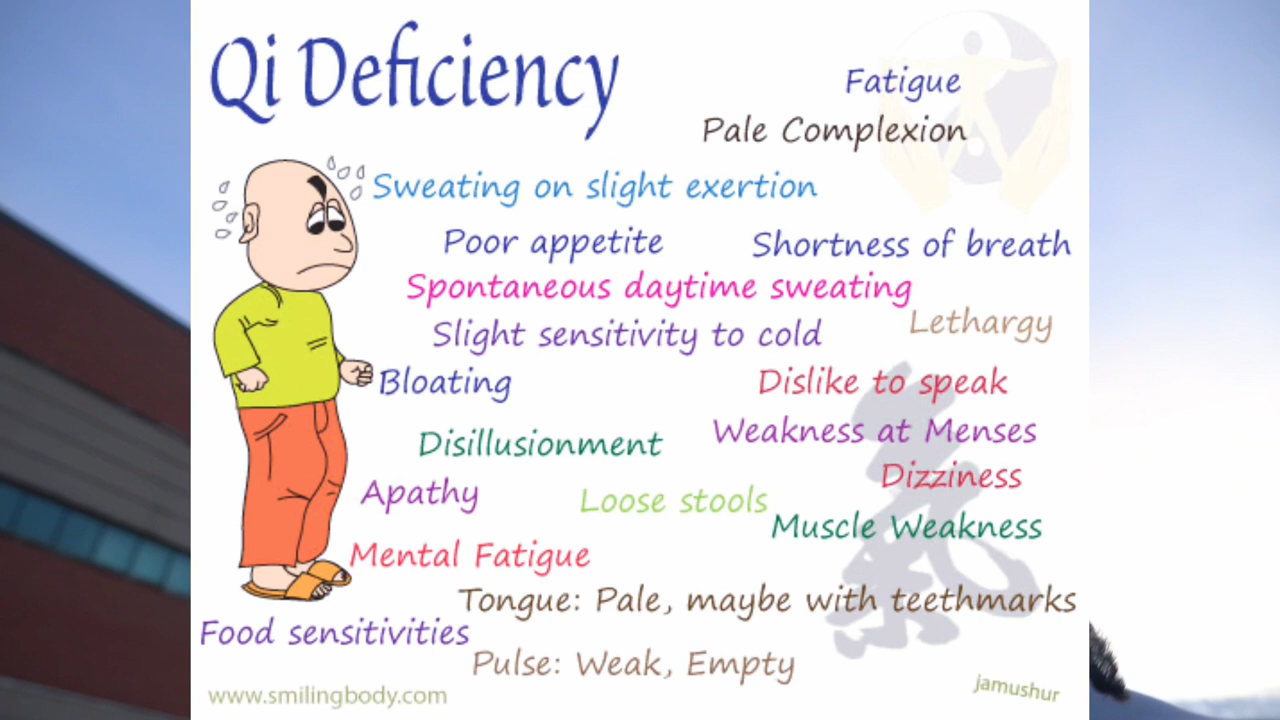 Qi Deficiency
Fatigue
Pale Complexion
Sweating on slight exertion
Poor appetite
Shortness of breath
Spontaneous daytime sweating
Lethargy
Slight sensitivity to cold
Bloating
Dislike to speak
Disillusionment
Weakness at Menses
Dizziness
Apathy
Loose stools
Muscle Weakness
Mental Fatigue
Tongue: Pale, maybe with teethmarks
Food sensitivities
Pulse: Weak, Empty
www.smilingbody.com
jamushur
氣